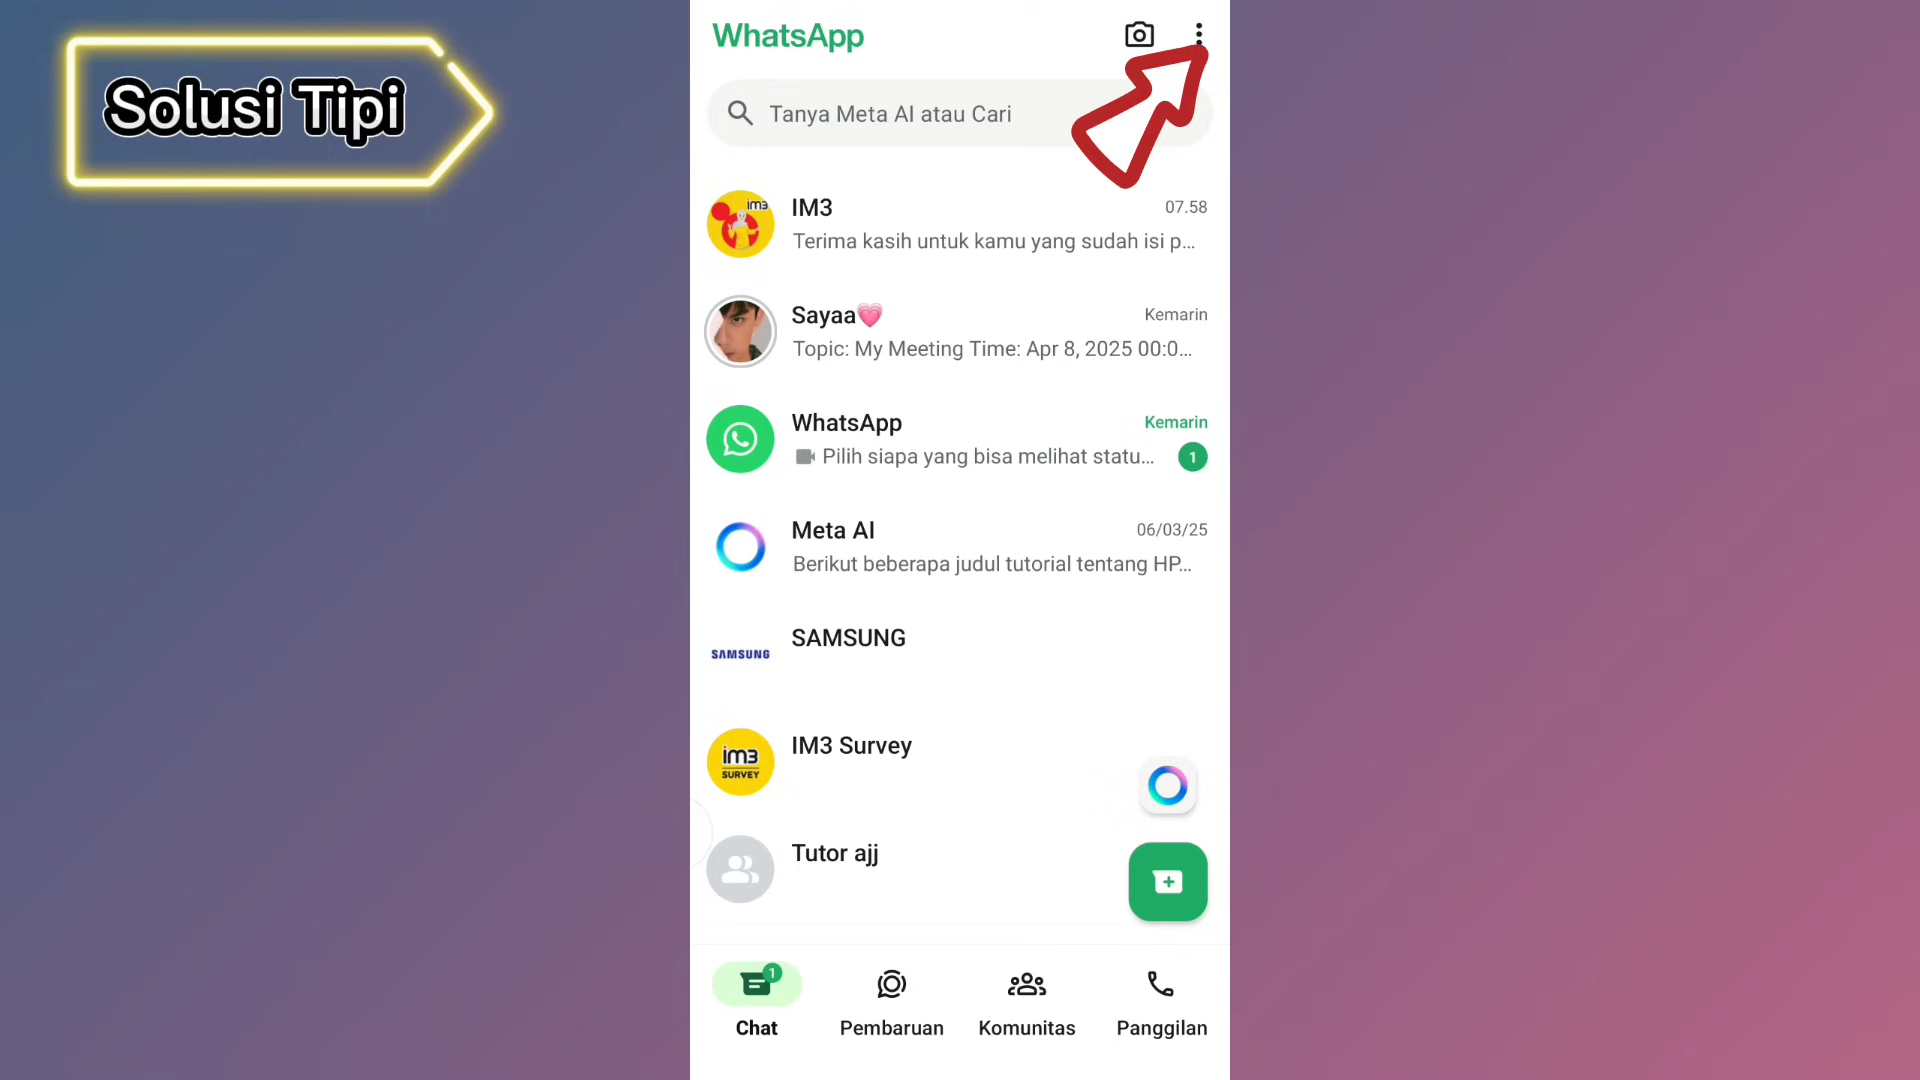 Solusi Tipi
WhatsApp
Tanya Meta AI atau Cari
im3
IM3
07.58
Terima kasih untuk kamu yang sudah isi p...
Sayaa💗
Kemarin
Topic: My Meeting Time: Apr 8, 2025 00:0...
WhatsApp
Kemarin
Pilih siapa yang bisa melihat statu...
1
Meta AI
06/03/25
Berikut beberapa judul tutorial tentang HP...
SAMSUNG
SAMSUNG
im3
SURVEY
IM3 Survey
Tutor ajj
1
Chat
Pembaruan
Komunitas
Panggilan